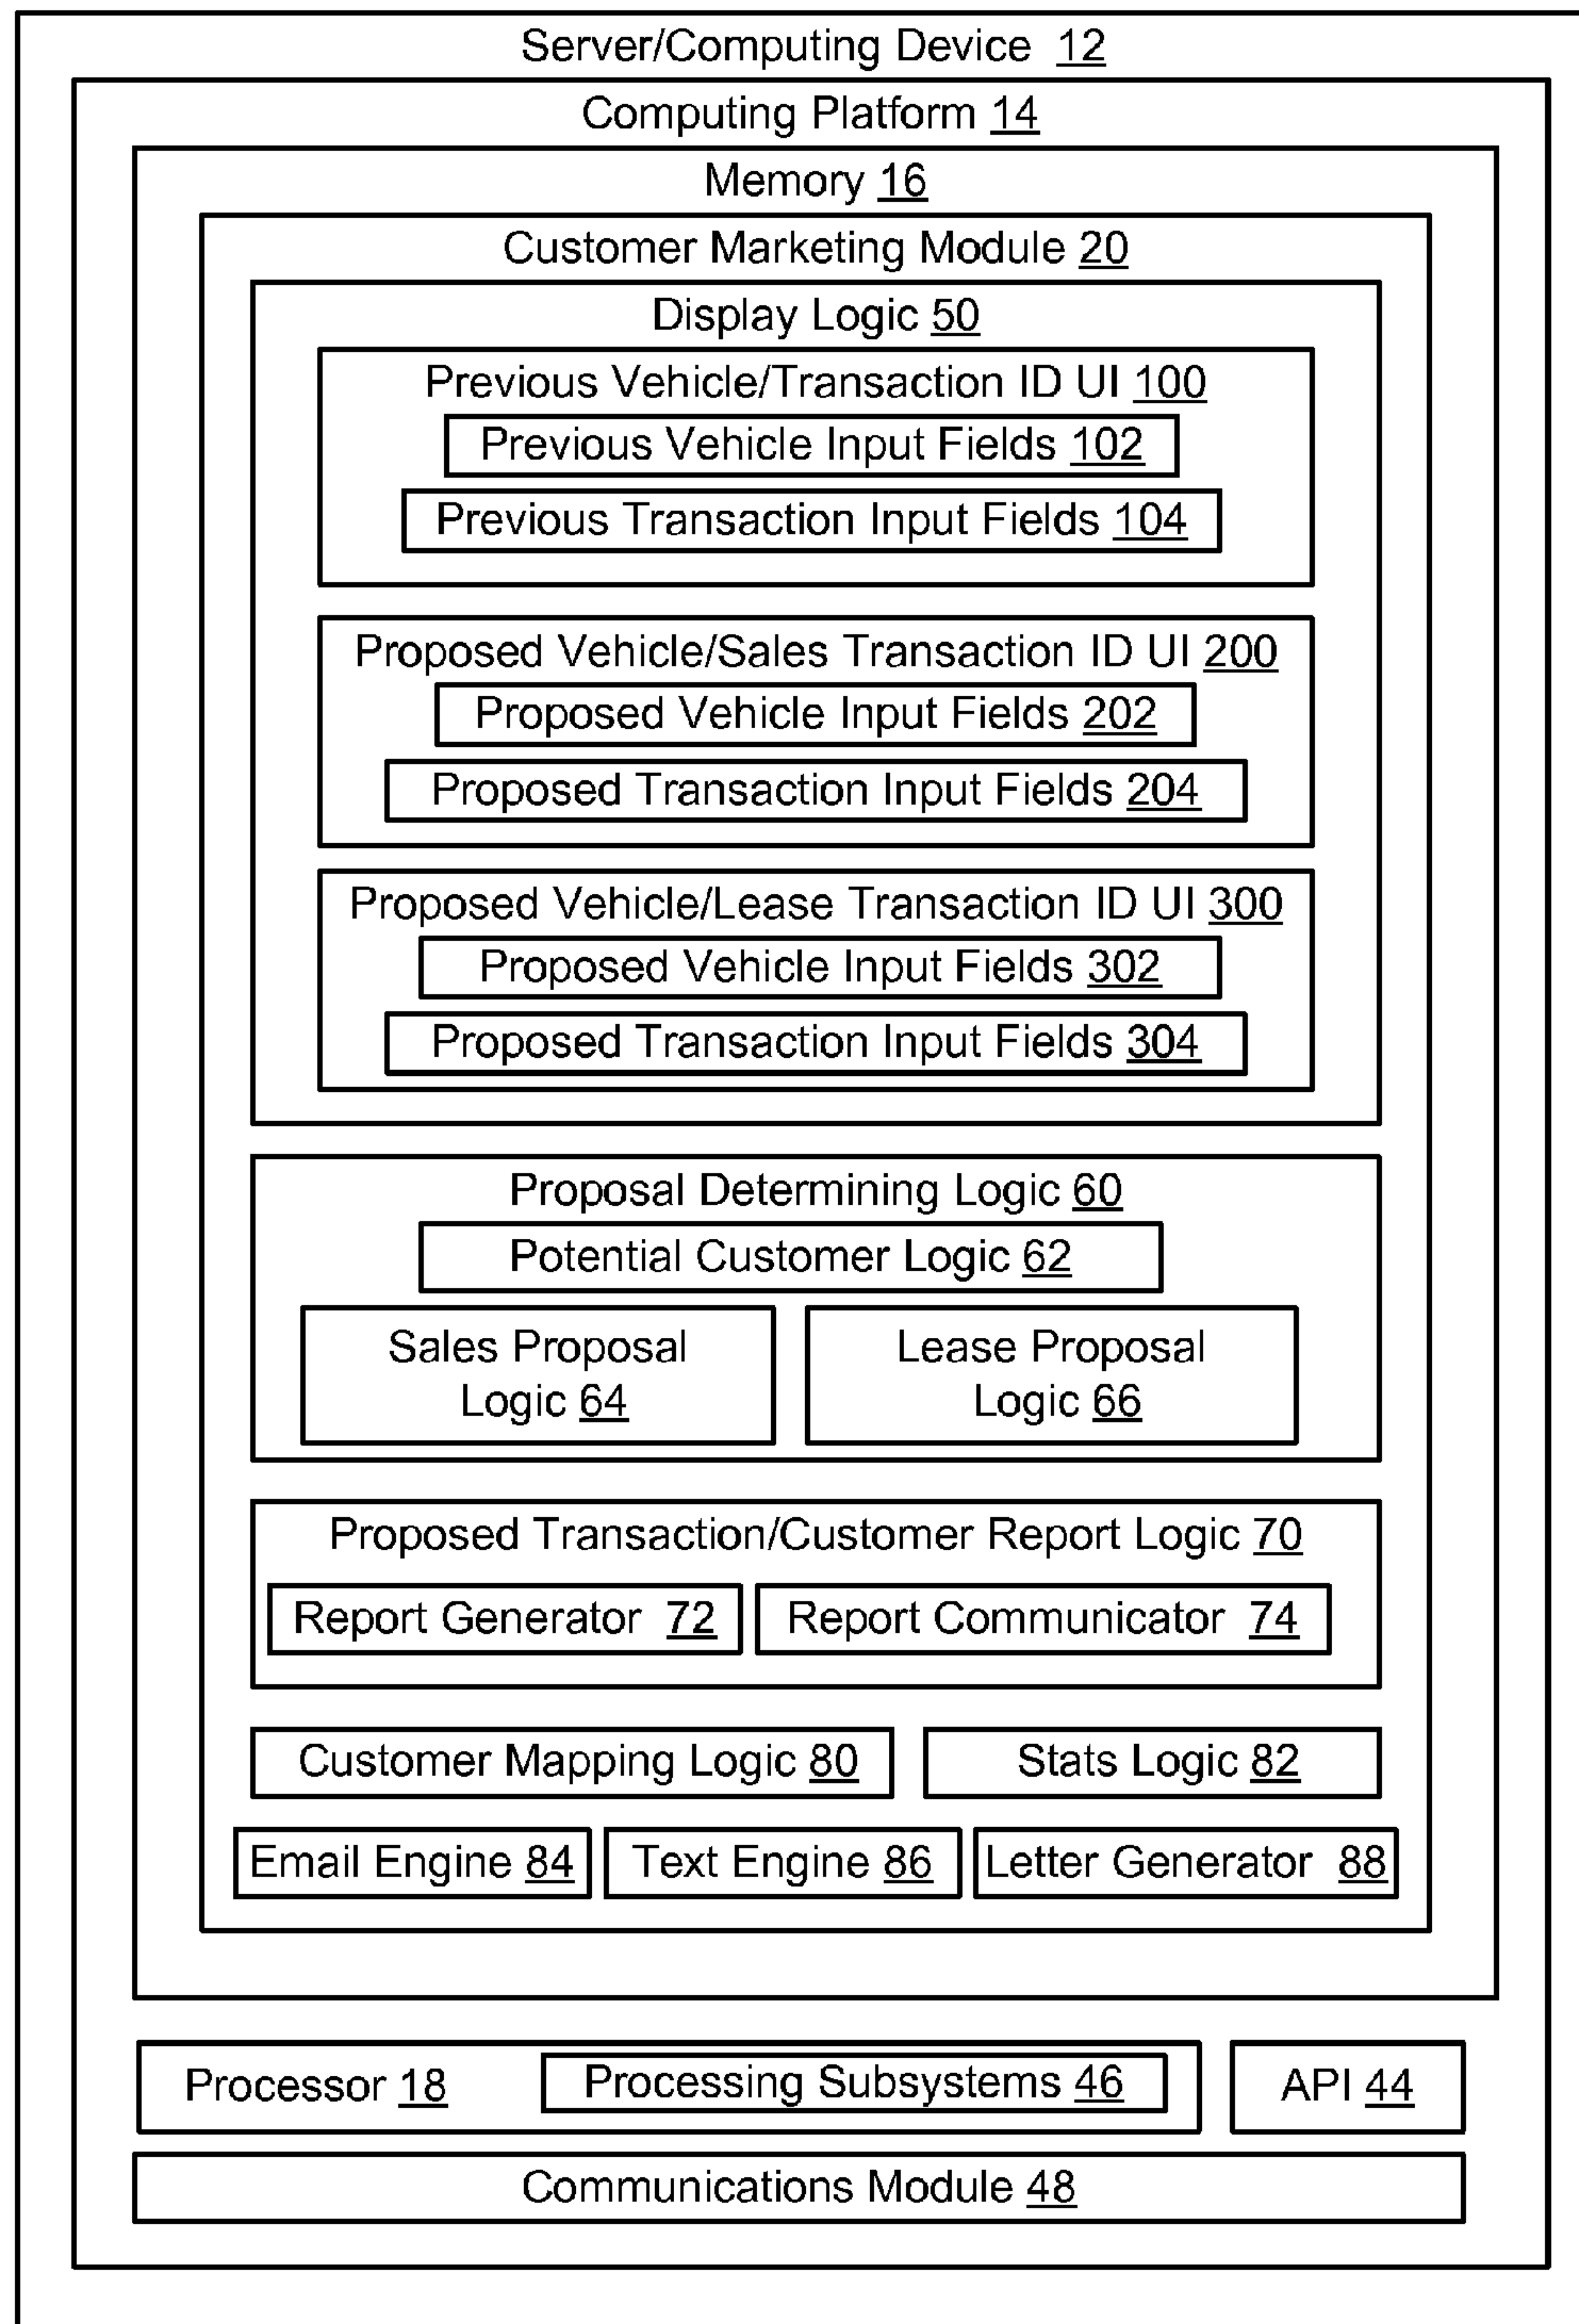 Server/Computing Device 12
Computing Platform 14
Memory 16
Customer Marketing Module 20
Display Logic 50
Previous Vehicle/Transaction ID UI 100
Previous Vehicle Input Fields 102
Previous Transaction Input Fields 104
Proposed Vehicle/Sales Transaction ID UI 200
Proposed Vehicle Input Fields 202
Proposed Transaction Input Fields 204
Proposed Vehicle/Lease Transaction ID UI 300
Proposed Vehicle Input Fields 302
Proposed Transaction Input Fields 304
Proposal Determining Logic 60
Potential Customer Logic 62
Sales Proposal
Logic 64
Lease Proposal
Logic 66
Proposed Transaction/Customer Report Logic 70
Report Generator 72
Report Communicator 74
Customer Mapping Logic 80
Stats Logic 82
Email Engine 84
Text Engine 86
Letter Generator 88
Processor 18
Processing Subsystems 46
API 44
Communications Module 48